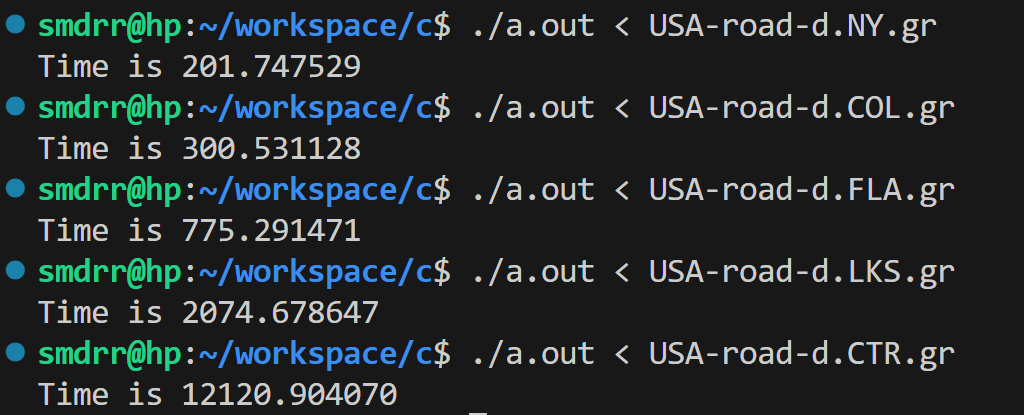 smdrr@hp:~/workspace/c$ ./a.out < USA-road-d.NY.gr
Time is 201.747529
smdrr@hp:~/workspace/c$ ./a.out < USA-road-d.COL.gr
Time is 300.531128
smdrr@hp:~/workspace/c$ ./a.out < USA-road-d.FLA.gr
Time is 775.291471
smdrr@hp:~/workspace/c$ ./a.out < USA-road-d.LKS.gr
Time is 2074.678647
smdrr@hp:~/workspace/c$ ./a.out < USA-road-d.CTR.gr
Time is 12120.904070